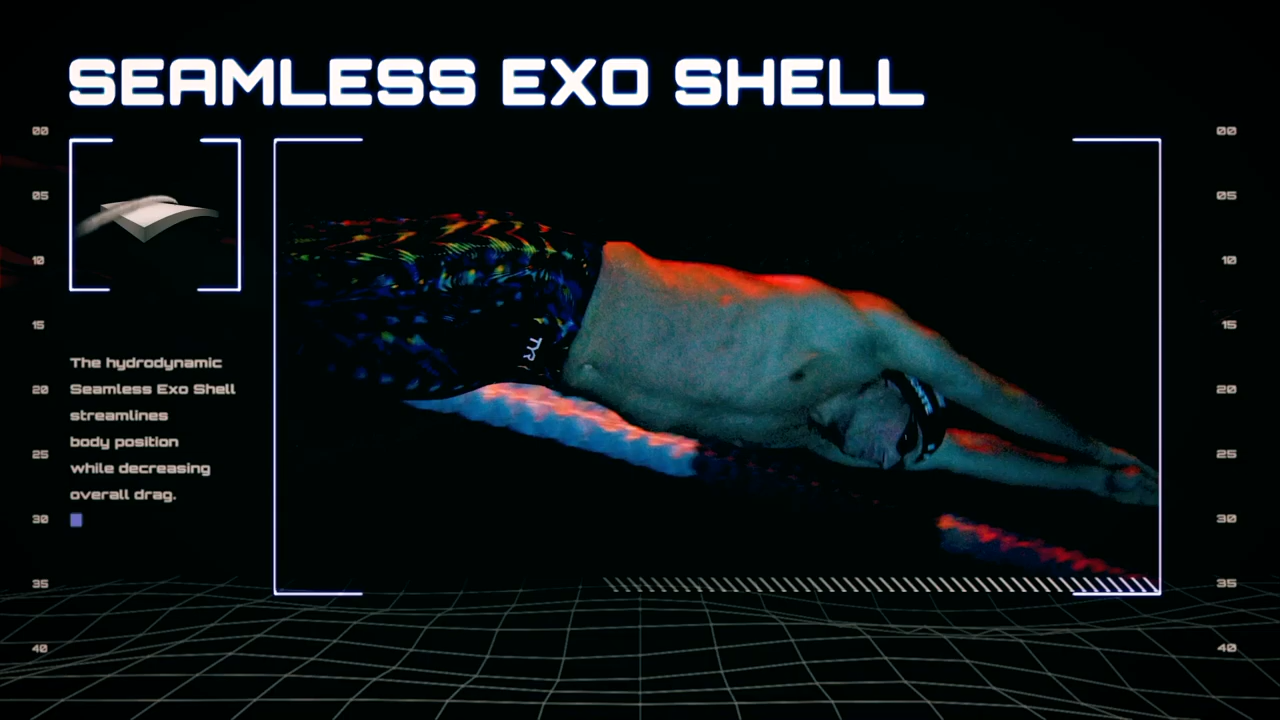 SEAMLESS EXO SHELL
00
05
10
15
20
25
30
35
40
The hydrodynamic
Seamless Exo Shell
streamlines
body position
while decreasing
overall drag.
TYR
00
05
10
15
20
25
30
35
40